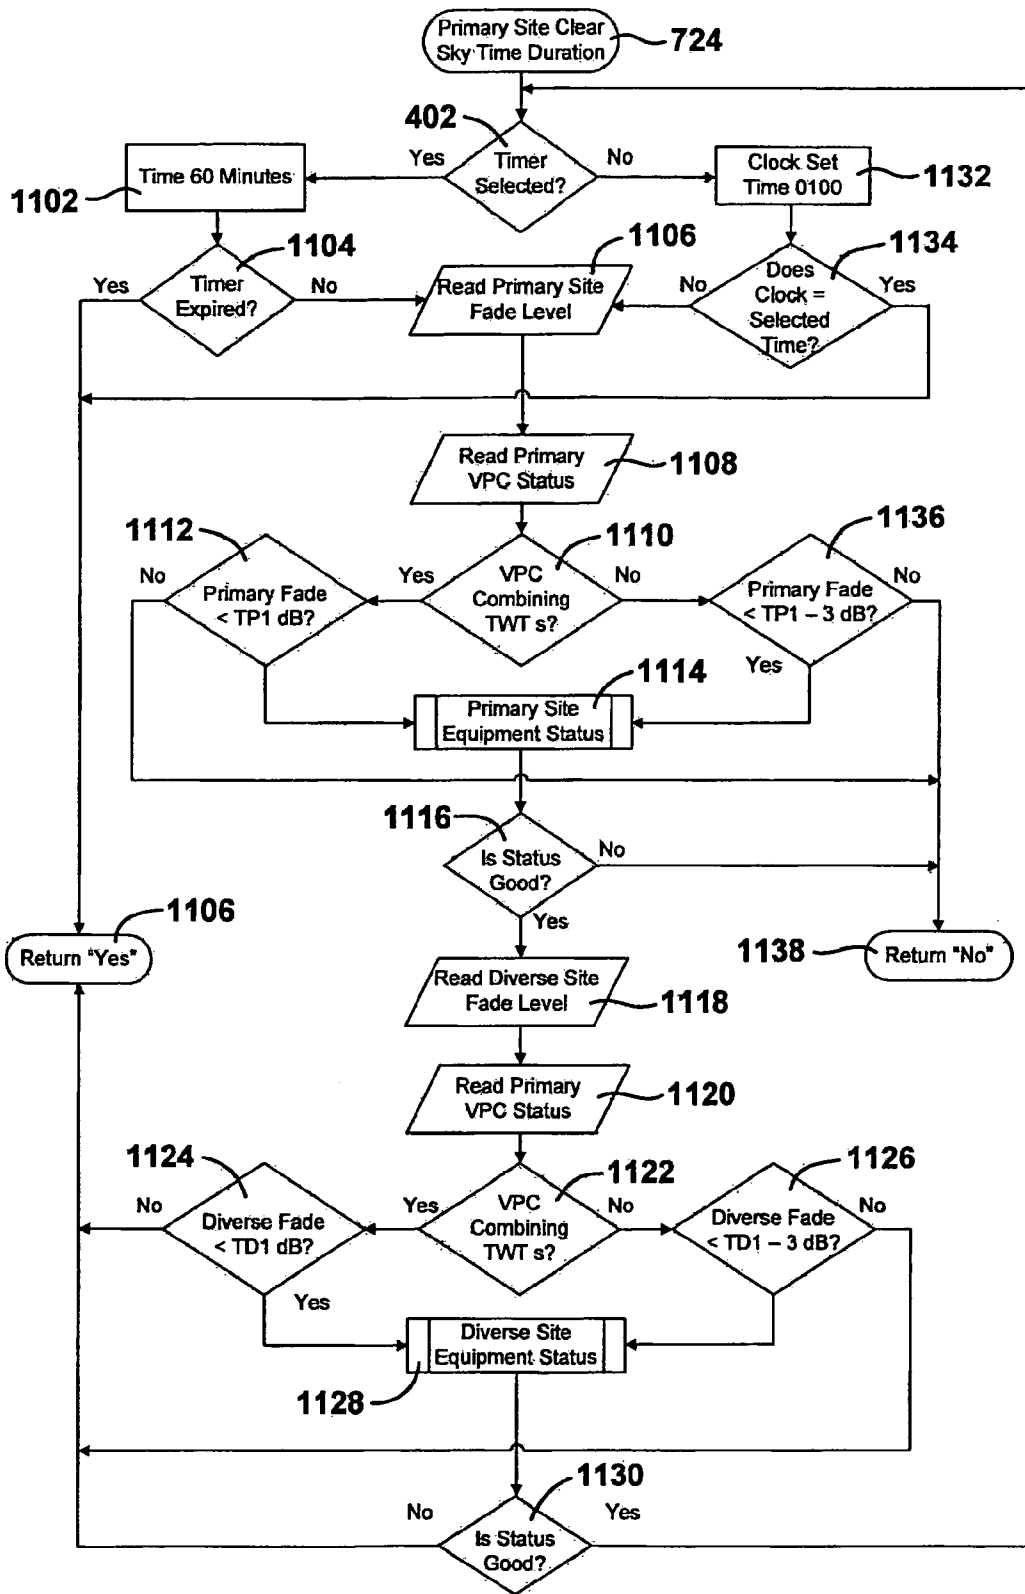 Primary Site Clear
Sky Time Duration
724
402
Timer
Selected?
Yes
No
Time 60 Minutes
1102
Clock Set
Time 0100
1132
1104
Timer
Expired?
Yes
No
1106
Read Primary Site
Fade Level
1134
Does
Clock =
Selected
Time?
No
Yes
Read Primary
VPC Status
1108
1112
Primary Fade
< TP1 dB?
No
1110
VPC
Combining
TWT s?
Yes
No
1136
Primary Fade
< TP1 – 3 dB?
No
Yes
1114
Primary Site
Equipment Status
1116
Is Status
Good?
No
Yes
1106
Return "Yes"
1138
Return "No"
Read Diverse Site
Fade Level
1118
Read Primary
VPC Status
1120
1124
Diverse Fade
< TD1 dB?
No
Yes
1122
VPC
Combining
TWT s?
Yes
No
1126
Diverse Fade
< TD1 – 3 dB?
No
Diverse Site
Equipment Status
1128
1130
Is Status
Good?
No
Yes